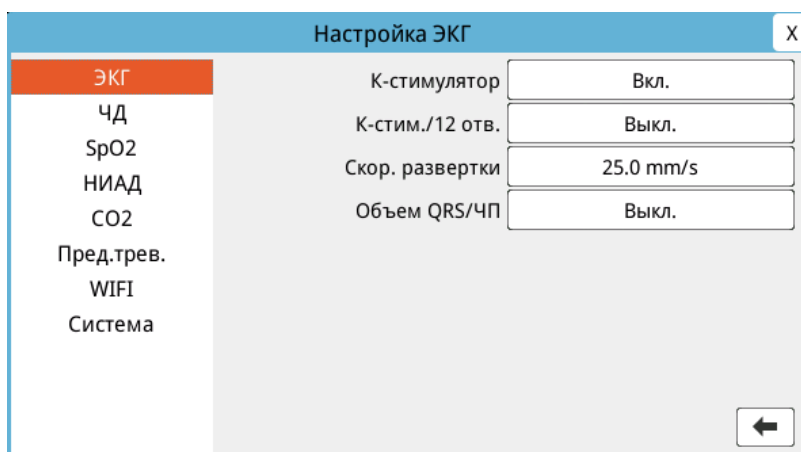 Настройка ЭКГ
X
ЭКГ
ЧД
SpO2
НИАД
CO2
Пред.трев.
WIFI
Система
К-стимулятор
Вкл.
К-стим./12 отв.
Выкл.
Скор. развертки
25.0 mm/s
Объем QRS/ЧП
Выкл.